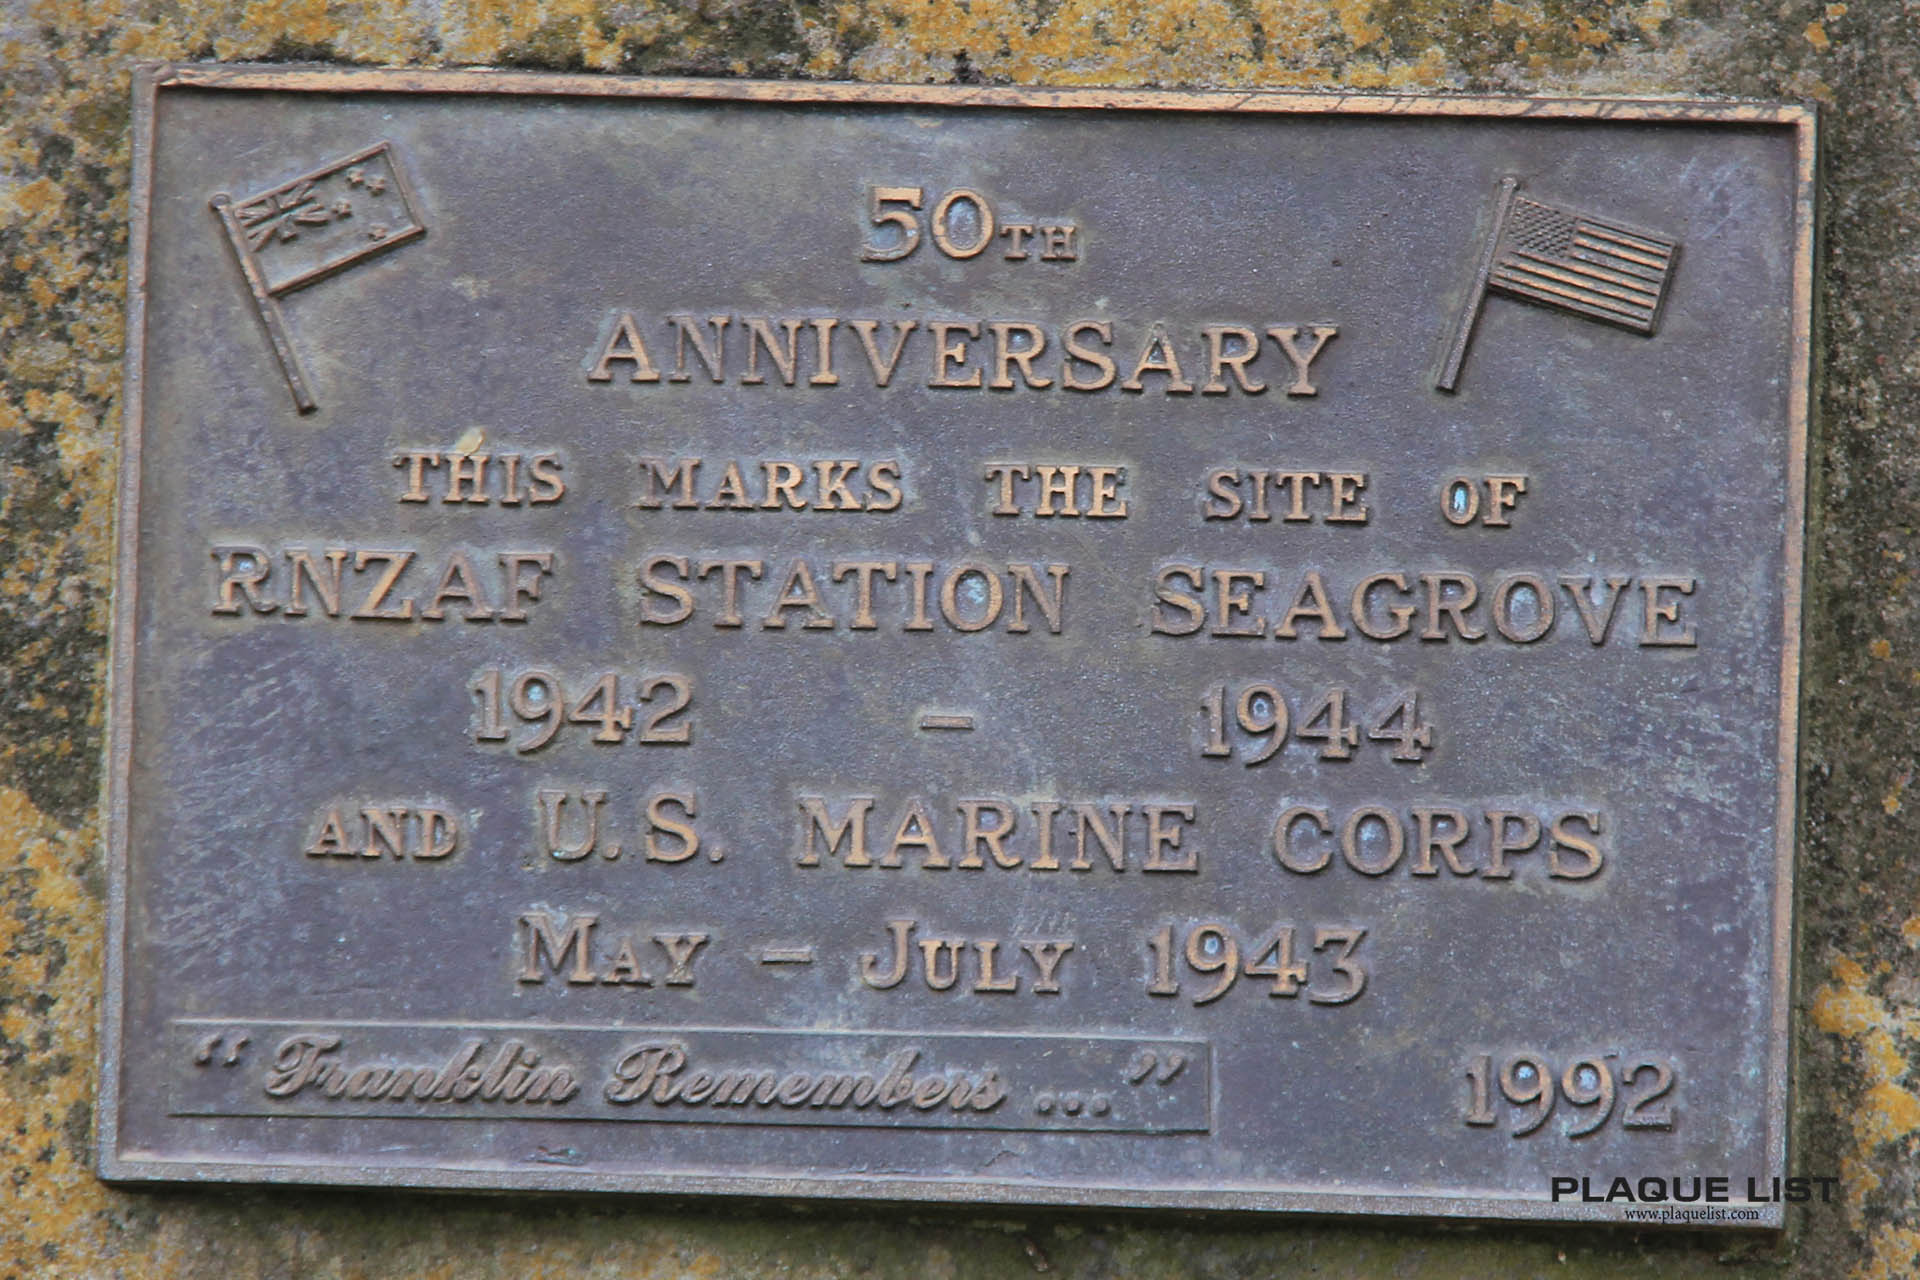 50TH
ANNIVERSARY
THIS MARKS THE SITE OF
RNZAF STATION SEAGROVE
1942 – 1944
AND U.S. MARINE CORPS
MAY – JULY 1943
“ Franklin Remembers ... ”
1992
PLAQUE LIST
www.plaquelist.com